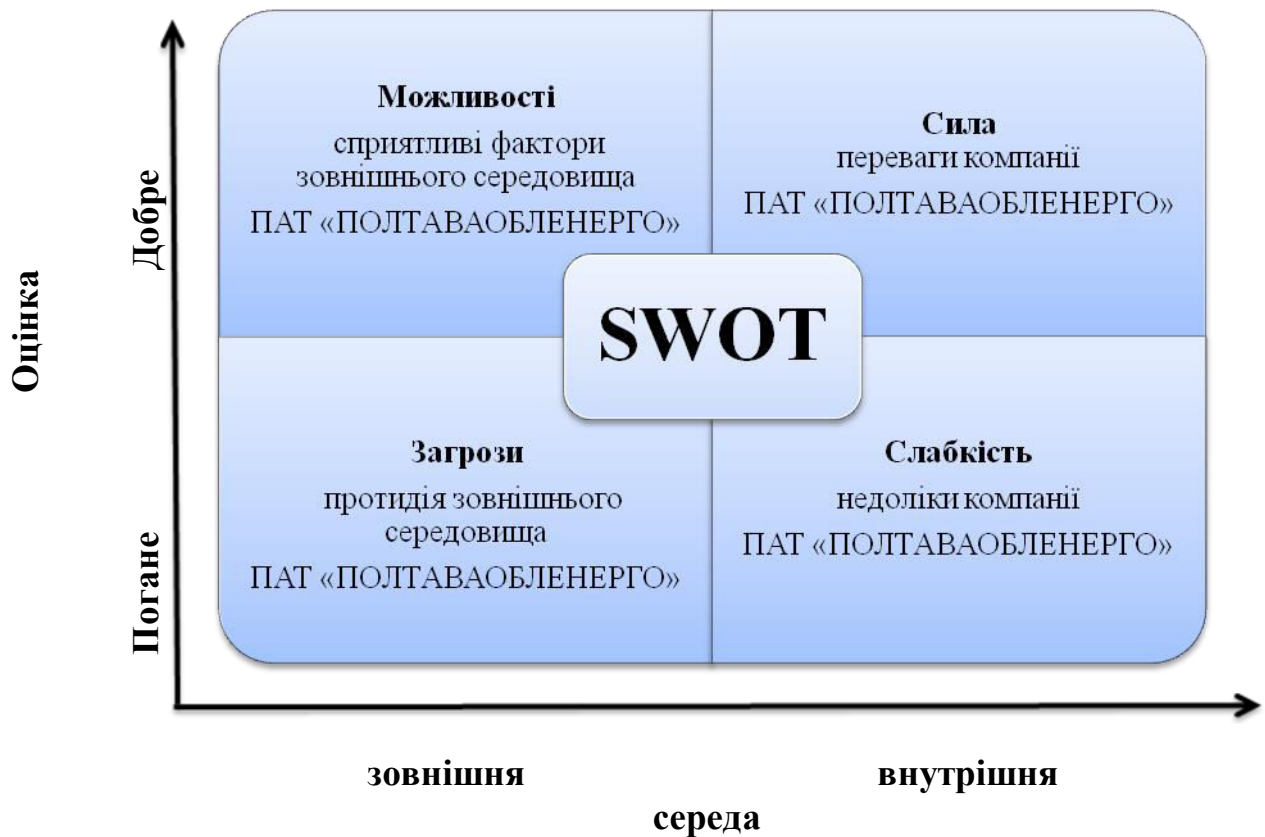 Оцінка
Добре
Погане
Можливості
сприятливі фактори
зовнішнього середовища
ПАТ «ПОЛТАВАОБЛЕНЕРГО»
Сила
переваги компанії
ПАТ «ПОЛТАВАОБЛЕНЕРГО»
SWOT
Загрози
протидія зовнішнього
середовища
ПАТ «ПОЛТАВАОБЛЕНЕРГО»
Слабкість
недоліки компанії
ПАТ «ПОЛТАВАОБЛЕНЕРГО»
зовнішня
внутрішня
середа